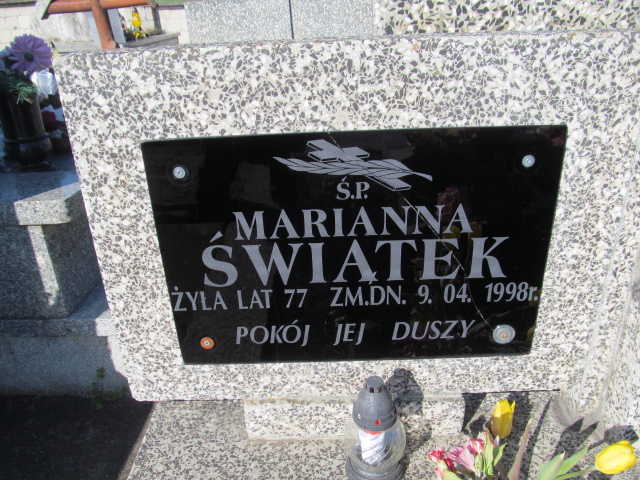 Ś.P.
MARIANNA
ŚWIĄTEK
ŻYŁA LAT 77 ZM.DN. 9. 04. 1998r.
POKÓJ JEJ DUSZY